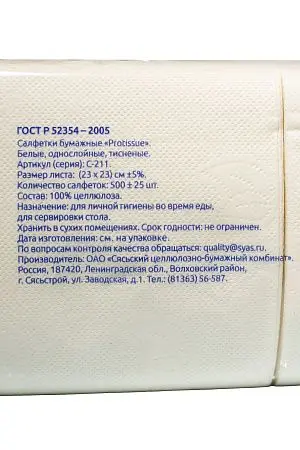 ГОСТ Р 52354 – 2005
Салфетки бумажные «Protissue».
Белые, однослойные, тисненые.
Артикул (серия): С-211.
Размер листа: (23 x 23) см ±5%.
Количество салфеток: 500 ± 25 шт.
Состав: 100% целлюлоза.
Назначение: для личной гигиены во время еды,
для сервировки стола.
Хранить в сухих помещениях. Срок годности: не ограничен.
Дата изготовления: см. на упаковке.
По вопросам контроля качества обращаться: quality@syas.ru
Производитель: ОАО «Сясьский целлюлозно-бумажный комбинат».
Россия, 187420, Ленинградская обл., Волховский район,
г. Сясьстрой, ул. Заводская, д.1. Тел.: (81363) 56-587.